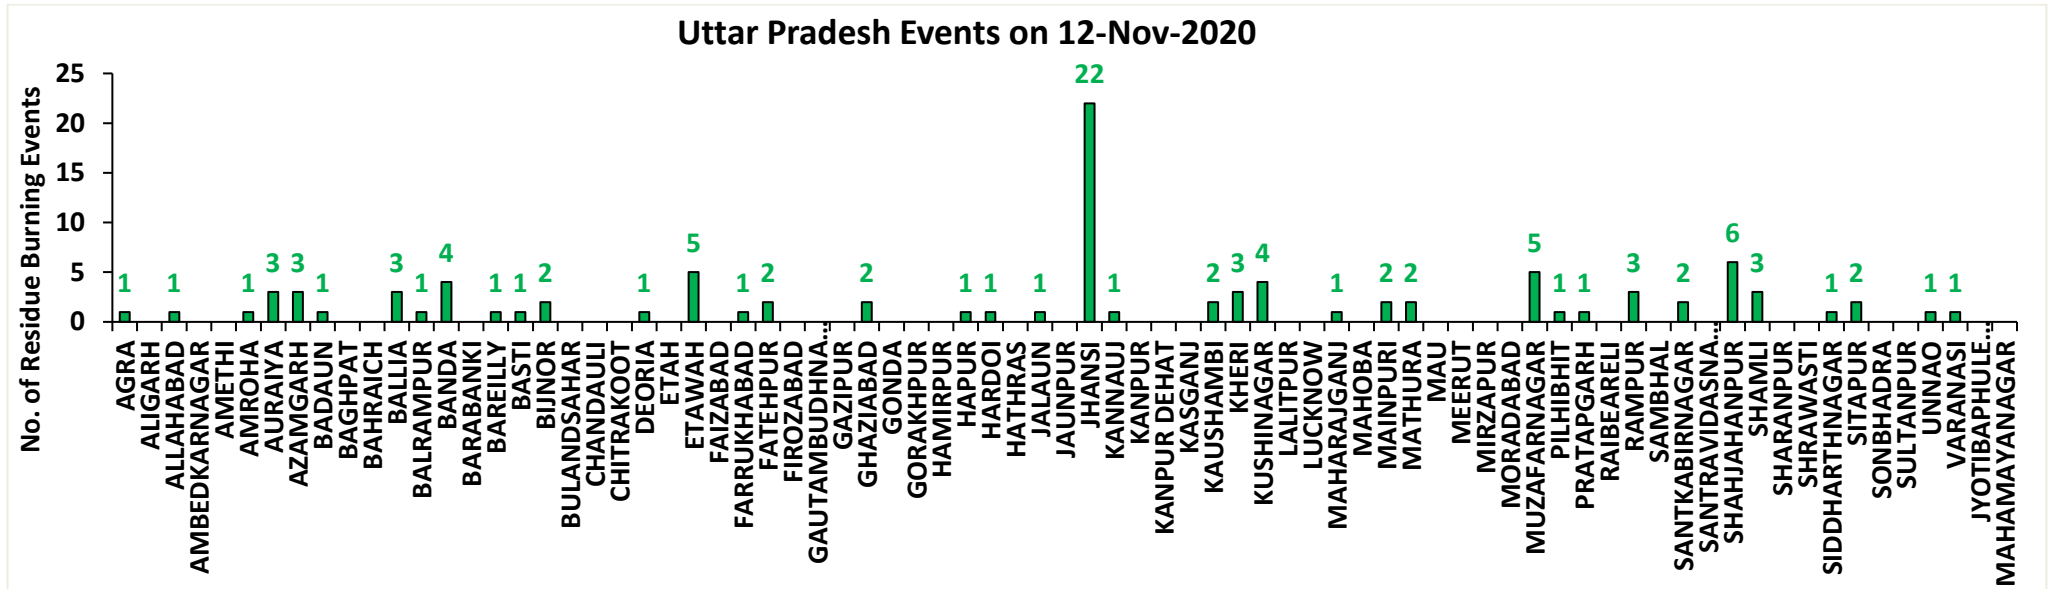 Uttar Pradesh Events on 12-Nov-2020
No. of Residue Burning Events
25
20
15
10
5
0
1
1
1
3
3
1
3
1
4
1
1
2
1
5
1
2
2
1
1
1
22
1
2
3
4
1
2
2
5
1
1
3
2
6
3
1
2
1
1
AGRA
ALIGARH
ALLAHABAD
AMBEDKARNAGAR
AMETHI
AMROHA
AURAIYA
AZAMGARH
BADAUN
BAGHPAT
BAHRAICH
BALLIA
BALRAMPUR
BANDA
BARABANKI
BAREILLY
BASTI
BIJNOR
BULANDSAHAR
CHANDAULI
CHITRAKOOT
DEORIA
ETAH
ETAWAH
FAIZABAD
FARRUKHABAD
FATEHPUR
FIROZABAD
GAUTAMBUDHNA…
GAZIPUR
GHAZIABAD
GONDA
GORAKHPUR
HAMIRPUR
HAPUR
HARDOI
HATHRAS
JALAUN
JAUNPUR
JHANSI
KANNAUJ
KANPUR
KANPUR DEHAT
KASGANJ
KAUSHAMBI
KHERI
KUSHINAGAR
LALITPUR
LUCKNOW
MAHARAJGANJ
MAHOBA
MAINPURI
MATHURA
MAU
MEERUT
MIRZAPUR
MORADABAD
MUZAFARNAGAR
PILHIBHIT
PRATAPGARH
RAIBEARELI
RAMPUR
SAMBHAL
SANTKABIRNAGAR
SANTRAVIDASNA…
SHAHJAHANPUR
SHAMLI
SHARANPUR
SHRAWASTI
SIDDHARTHNAGAR
SITAPUR
SONBHADRA
SULTANPUR
UNNAO
VARANASI
JYOTIBAPHULE…
MAHAMAYANAGAR